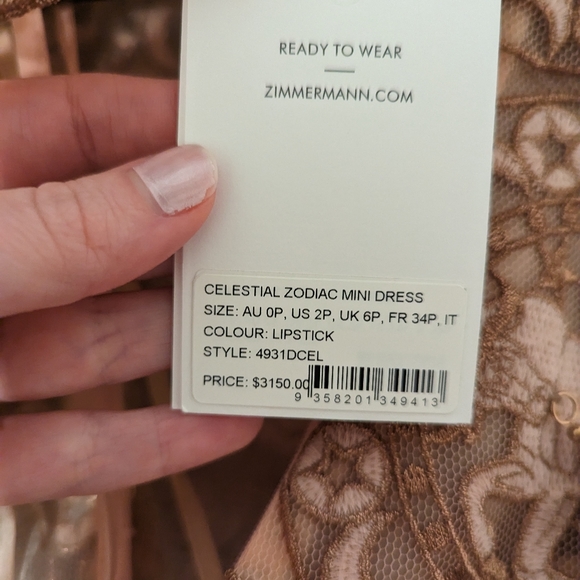 READY TO WEAR
ZIMMERMANN.COM
CELESTIAL ZODIAC MINI DRESS
SIZE: AU 0P, US 2P, UK 6P, FR 34P, IT
COLOUR: LIPSTICK
STYLE: 4931DCEL
PRICE: $3150.00
9 358201 349413